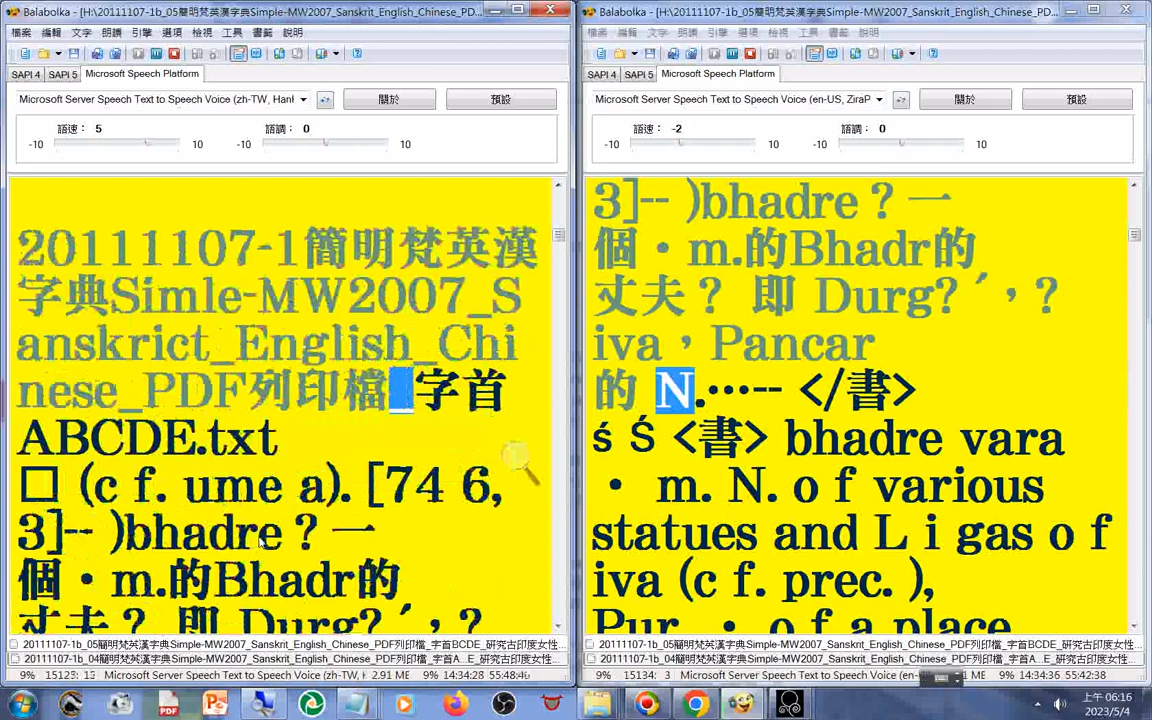 Balabolka - [H:\20111107-1b_05簡明梵英漢字典Simple-MW2007_Sanskrit_English_Chinese_PD...
檔案 編輯 文字 朗讀 引擎 選項 檢視 工具 書籤 說明
SAPI 4 SAPI 5 Microsoft Speech Platform
Microsoft Server Speech Text to Speech Voice (zh-TW, Hanl
關於 預設
語速： 5 語調： 0
-10 10 -10 10
20111107-1簡明梵英漢
字典Simle-MW2007_S
anskrict_English_Chi
nese_PDF列印檔 字首
ABCDE.txt
□ (c f. ume a). [74 6,
3]-- )bhadre？一
個・m.的Bhadr的
丈夫？ 即 Durg?ˊ，?
20111107-1b_05簡明梵英漢字典Simple-MW2007_Sanskrit_English_Chinese_PDF列印檔_字首BCDE_研究古印度女性...
20111107-1b_04簡明梵英漢字典Simple-MW2007_Sanskrit_English_Chinese_PDF列印檔_字首A...E_研究古印度女性...
9% 15123: 1 Microsoft Server Speech Text to Speech Voice (zh-TW, H 2.91 ME 9% 14:34:28 55:48:46
Balabolka - [H:\20111107-1b_05簡明梵英漢字典Simple-MW2007_Sanskrit_English_Chinese_PD...
檔案 編輯 文字 朗讀 引擎 選項 檢視 工具 書籤 說明
SAPI 4 SAPI 5 Microsoft Speech Platform
Microsoft Server Speech Text to Speech Voice (en-US, ZiraP
關於 預設
語速： -2 語調： 0
-10 10 -10 10
3]-- )bhadre？一
個・m.的Bhadr的
丈夫？ 即 Durg?ˊ，?
iva，Pancar
的 N.···-- </書>
ś Ś <書> bhadre vara
・ m. N. o f various
statues and L i gas o f
iva (c f. prec. ),
Pur. ・ o f a place
20111107-1b_05簡明梵英漢字典Simple-MW2007_Sanskrit_English_Chinese_PDF列印檔_字首BCDE_研究古印度女性...
20111107-1b_04簡明梵英漢字典Simple-MW2007_Sanskrit_English_Chinese_PDF列印檔_字首A...E_研究古印度女性...
9% 15134: 3 Microsoft Server Speech Text to Speech Voice (en-U ME 9% 14:34:36 55:42:38
PDF
上午 06:16
2023/5/4